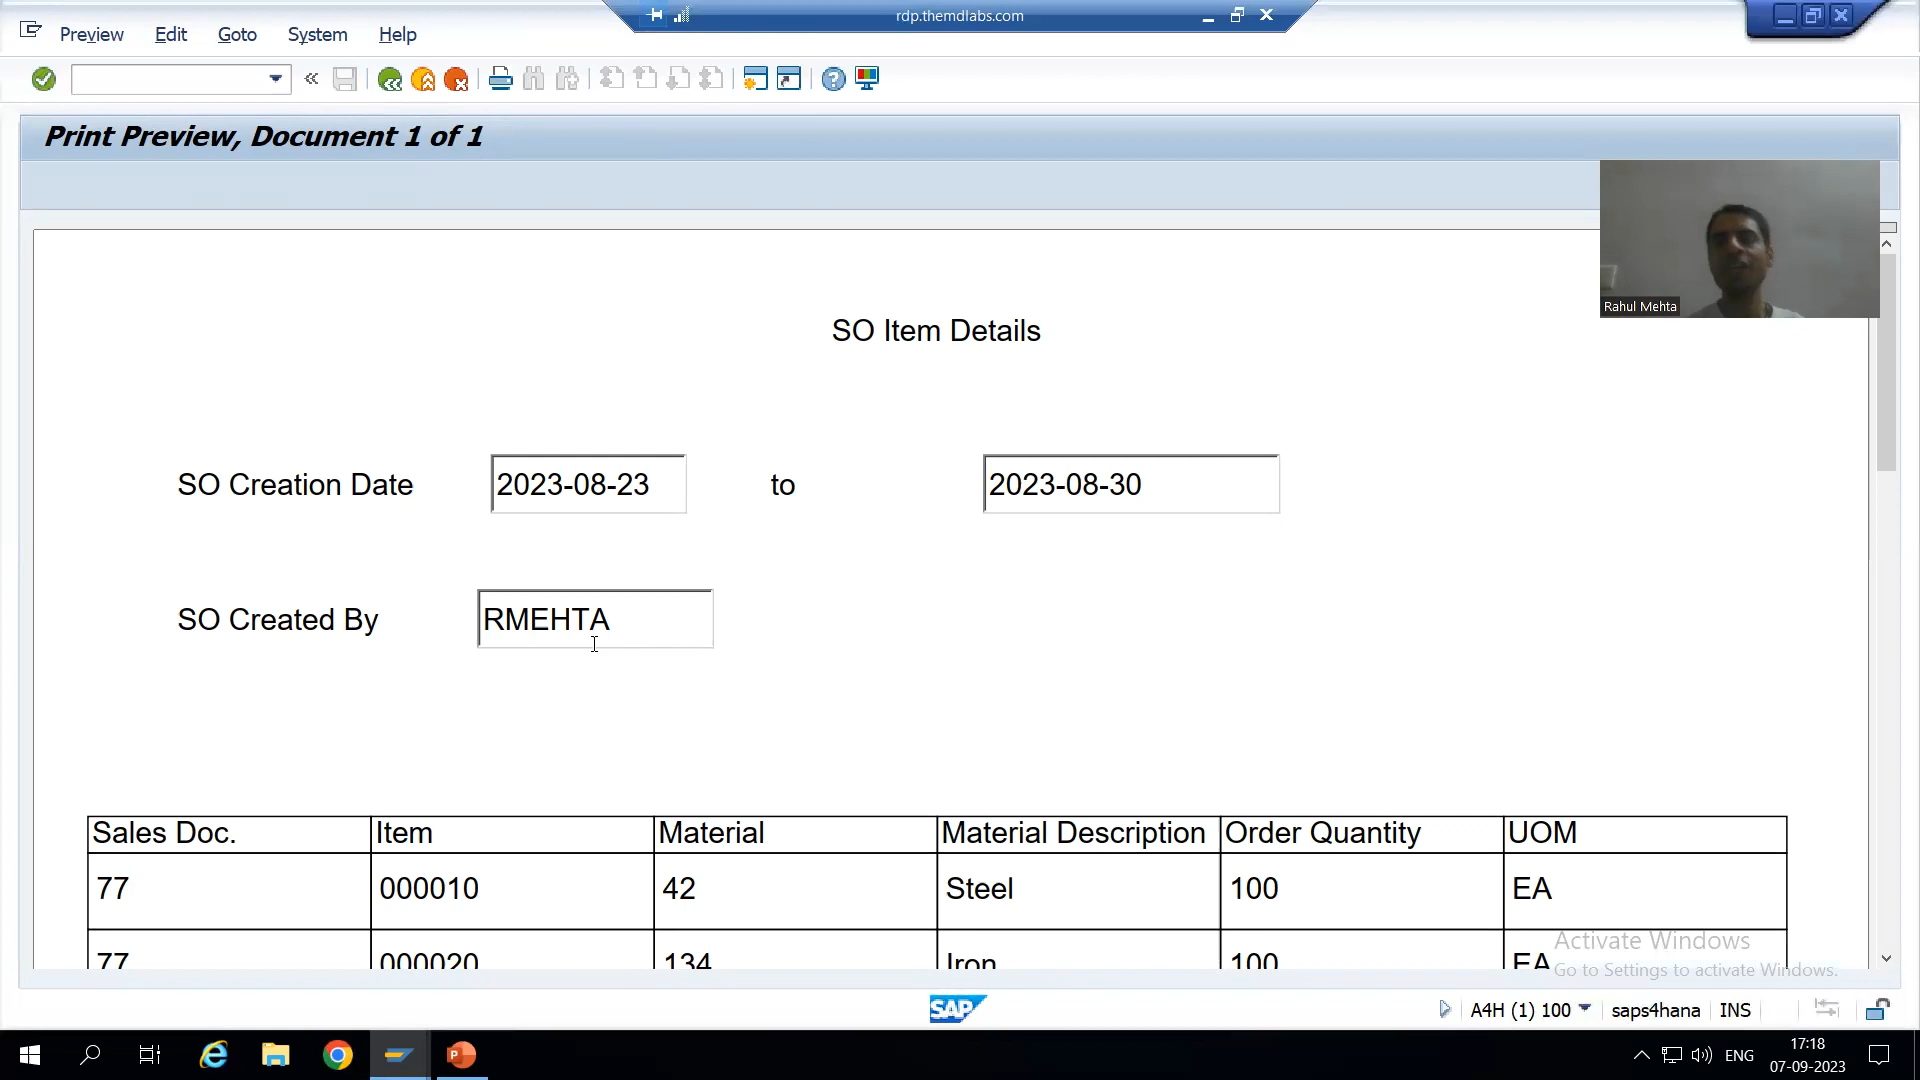 rdp.themdlabs.com
Preview Edit Goto System Help
Print Preview, Document 1 of 1
Rahul Mehta
SO Item Details
SO Creation Date 2023-08-23 to 2023-08-30
SO Created By RMEHTA
Sales Doc. Item Material Material Description Order Quantity UOM
77 000010 42 Steel 100 EA
77 000020 134 Iron 100 EA
Activate Windows
Go to Settings to activate Windows.
SAP A4H (1) 100 saps4hana INS
ENG 17:18
07-09-2023